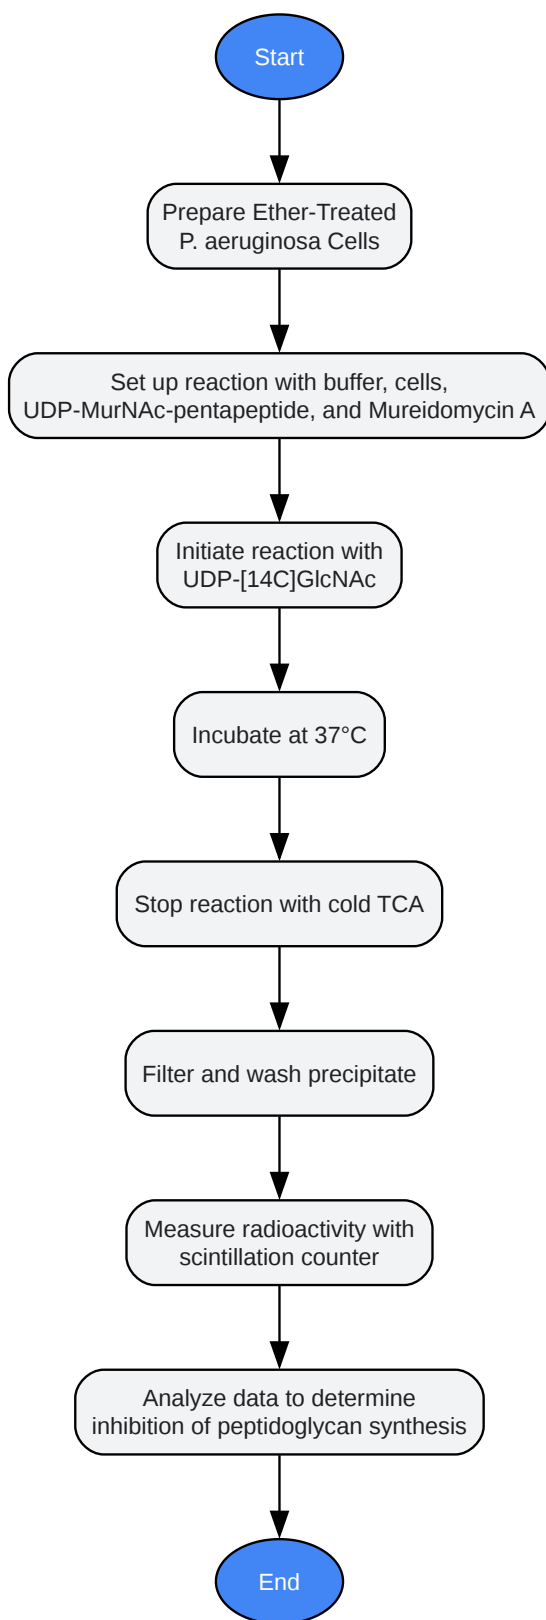 Start
Prepare Ether-Treated
P. aeruginosa Cells
Set up reaction with buffer, cells,
UDP-MurNAc-pentapeptide, and Mureidomycin A
Initiate reaction with
UDP-[14C]GlcNAc
Incubate at 37°C
Stop reaction with cold TCA
Filter and wash precipitate
Measure radioactivity with
scintillation counter
Analyze data to determine
inhibition of peptidoglycan synthesis
End